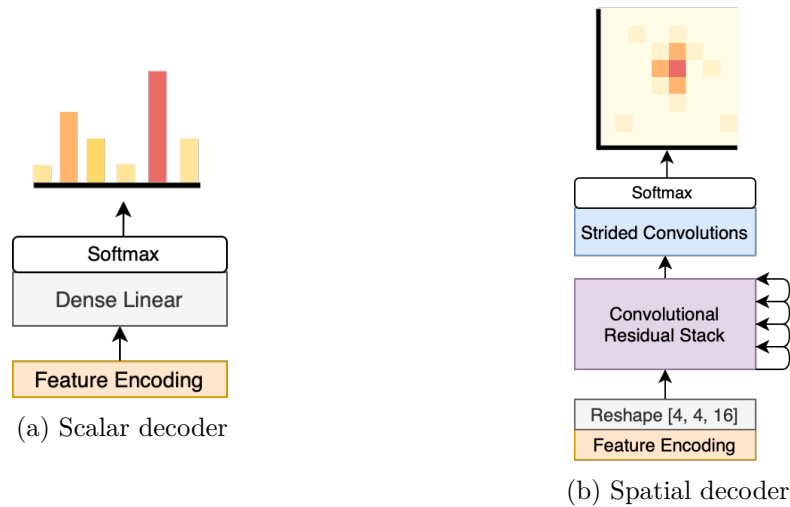 Softmax
Dense Linear
Feature Encoding
(a) Scalar decoder
Softmax
Strided Convolutions
Convolutional
Residual Stack
Reshape [4, 4, 16]
Feature Encoding
(b) Spatial decoder